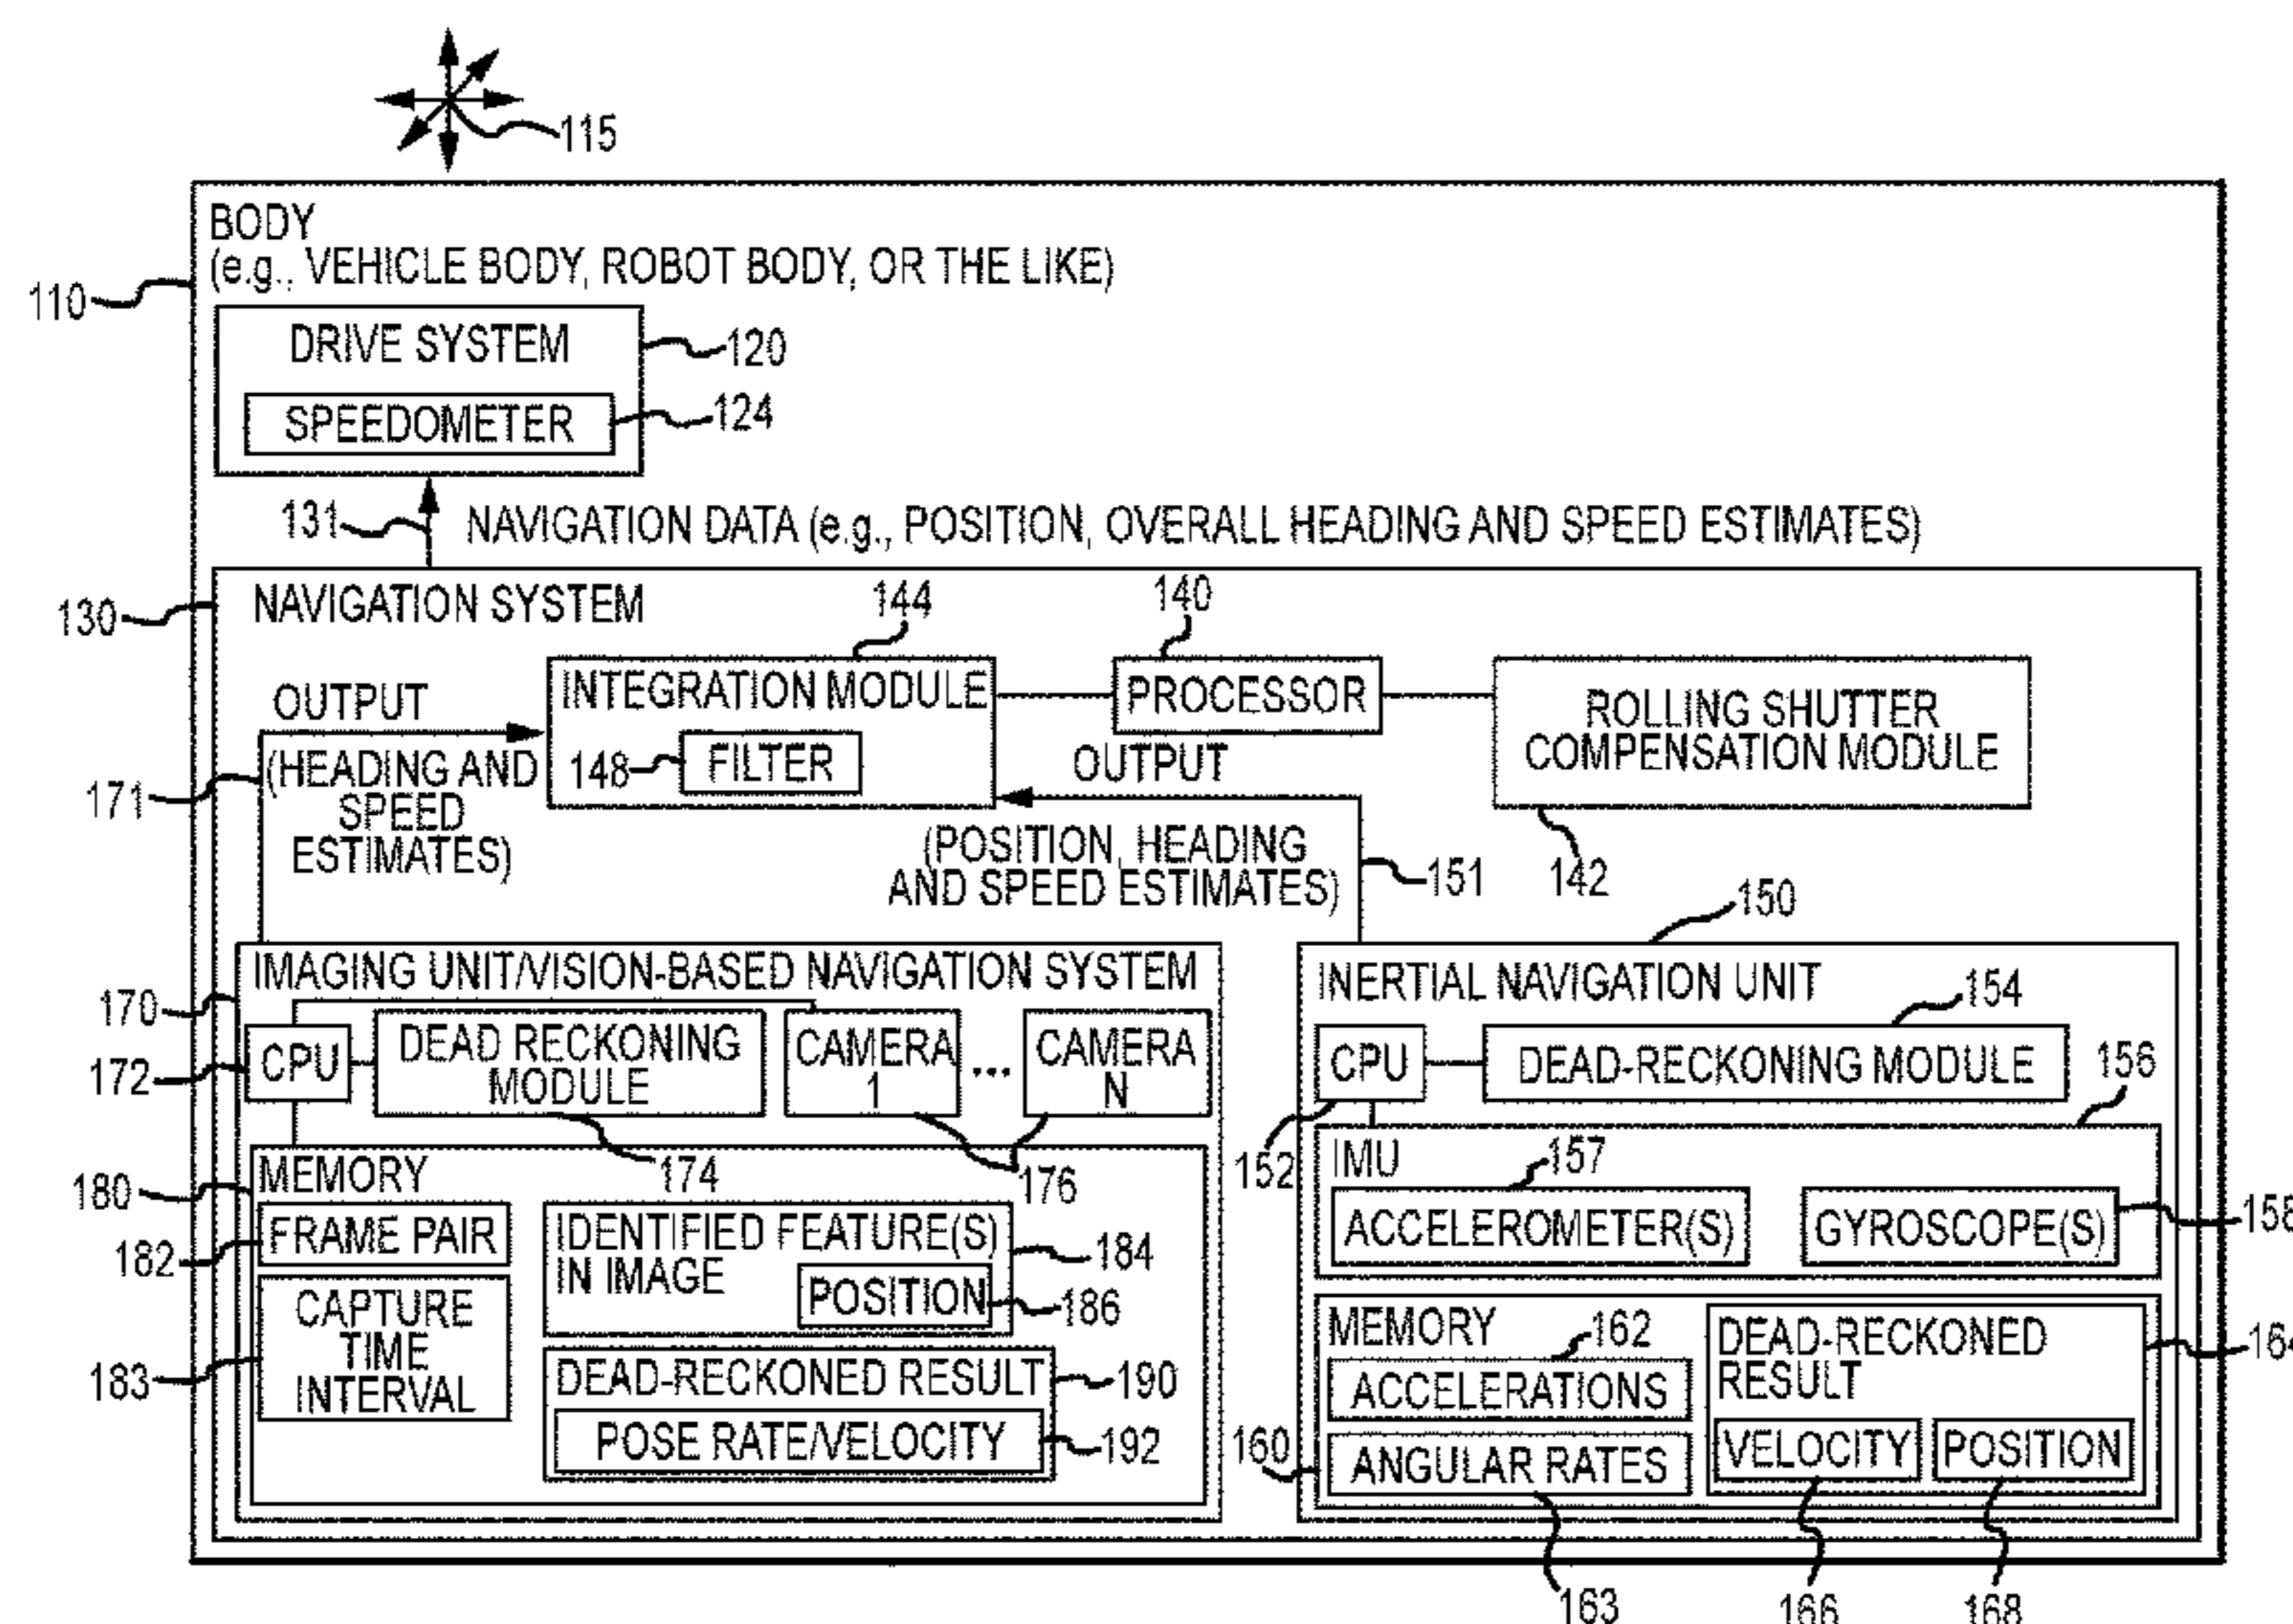 115
BODY
(e.g., VEHICLE BODY, ROBOT BODY, OR THE LIKE)
110
DRIVE SYSTEM
120
SPEEDOMETER
124
131
NAVIGATION DATA (e.g., POSITION, OVERALL HEADING AND SPEED ESTIMATES)
130
NAVIGATION SYSTEM
144
140
OUTPUT
(HEADING AND
SPEED
ESTIMATES)
171
INTEGRATION MODULE
148
FILTER
PROCESSOR
ROLLING SHUTTER
COMPENSATION MODULE
142
OUTPUT
(POSITION, HEADING
AND SPEED ESTIMATES)
151
150
IMAGING UNIT/VISION-BASED NAVIGATION SYSTEM
170
CPU
172
DEAD RECKONING
MODULE
174
CAMERA
1
...
CAMERA
N
176
MEMORY
180
FRAME PAIR
182
CAPTURE
TIME
INTERVAL
183
IDENTIFIED FEATURE(S)
IN IMAGE
184
POSITION
186
DEAD-RECKONED RESULT
190
POSE RATE/VELOCITY
192
INERTIAL NAVIGATION UNIT
154
CPU
152
DEAD-RECKONING MODULE
156
IMU
157
ACCELEROMETER(S)
GYROSCOPE(S)
158
MEMORY
162
ACCELERATIONS
160
ANGULAR RATES
163
DEAD-RECKONED
RESULT
164
VELOCITY
POSITION
166
168